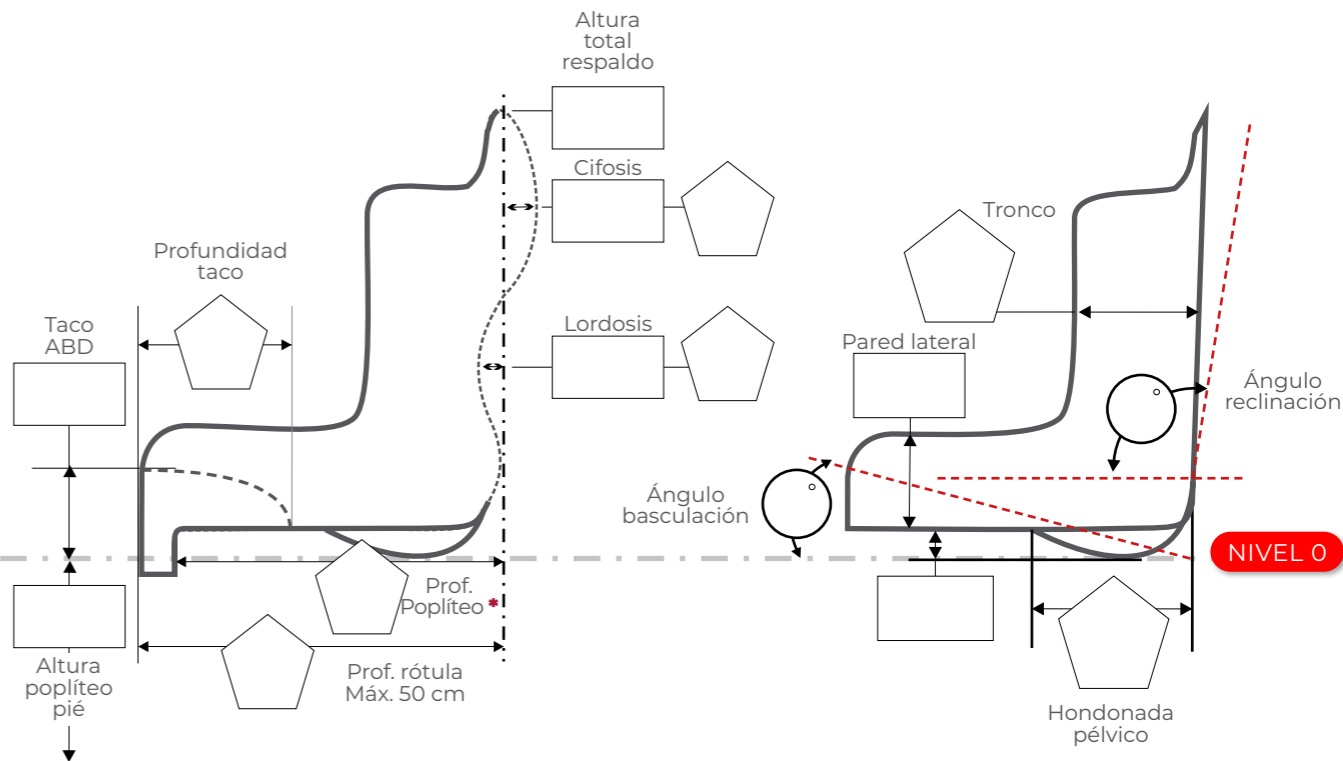 Altura
total
respaldo
Cifosis
Profundidad
taco
Tronco
Taco
ABD
Lordosis
Pared lateral
Ángulo
reclinación
Ángulo
basculación
NIVEL 0
Prof.
Poplíteo *
Altura
poplíteo
pié
Prof. rótula
Máx. 50 cm
Hondonada
pélvico